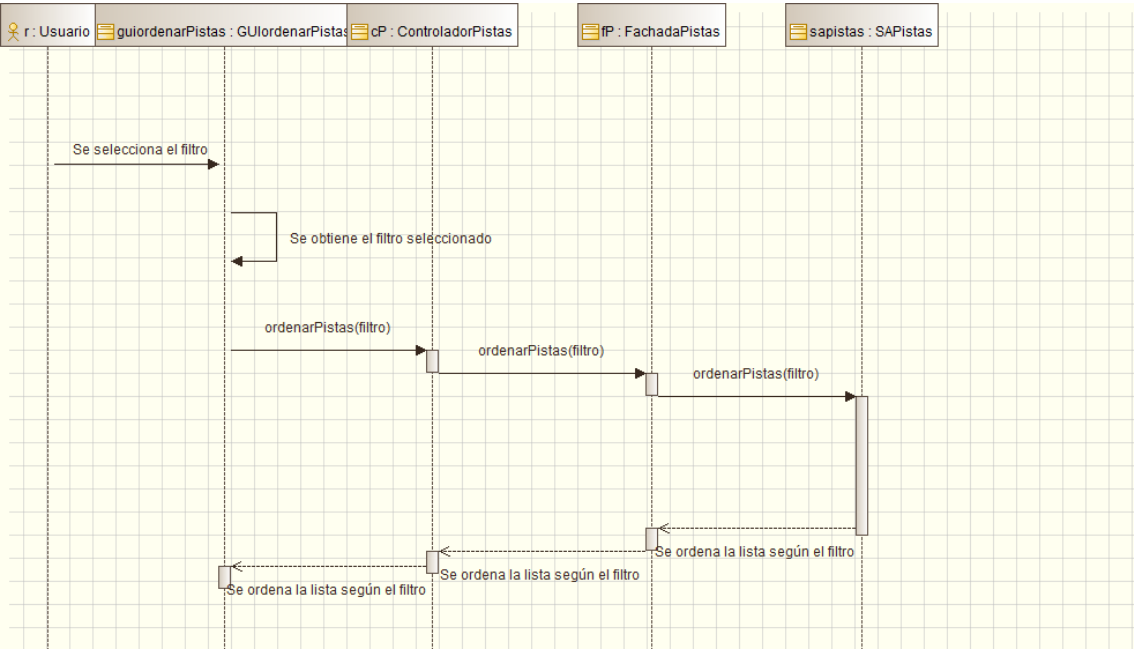 r : Usuario
guiordenarPistas : GUIordenarPistas
cP : ControladorPistas
fP : FachadaPistas
sapistas : SAPistas
Se selecciona el filtro
Se obtiene el filtro seleccionado
ordenarPistas(filtro)
ordenarPistas(filtro)
ordenarPistas(filtro)
Se ordena la lista según el filtro
Se ordena la lista según el filtro
Se ordena la lista según el filtro